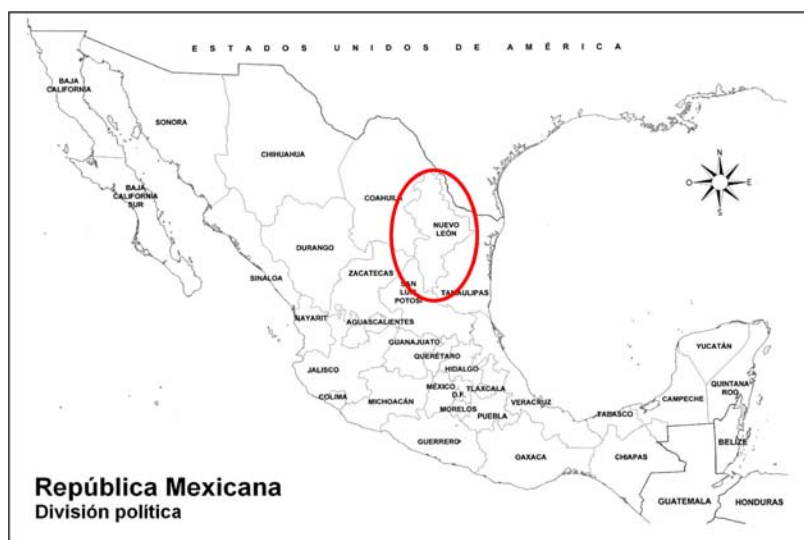 ESTADOS UNIDOS DE AMÉRICA
BAJA
CALIFORNIA
SONORA
CHIHUAHUA
COAHUILA
NUEVO
LEÓN
BAJA
CALIFORNIA
SUR
DURANGO
SINALOA
ZACATECAS
SAN
LUIS
POTOSÍ
TAMAULIPAS
NAYARIT
AGUASCALIENTES
GUANAJUATO
QUERÉTARO
HIDALGO
JALISCO
COLIMA
MICHOACÁN
MÉXICO
D.F.
TLAXCALA
MORELOS
PUEBLA
VERACRUZ
GUERRERO
OAXACA
TABASCO
CHIAPAS
CAMPECHE
YUCATÁN
QUINTANA
ROO
BELIZE
GUATEMALA
HONDURAS
N
O
E
S
República Mexicana
División política